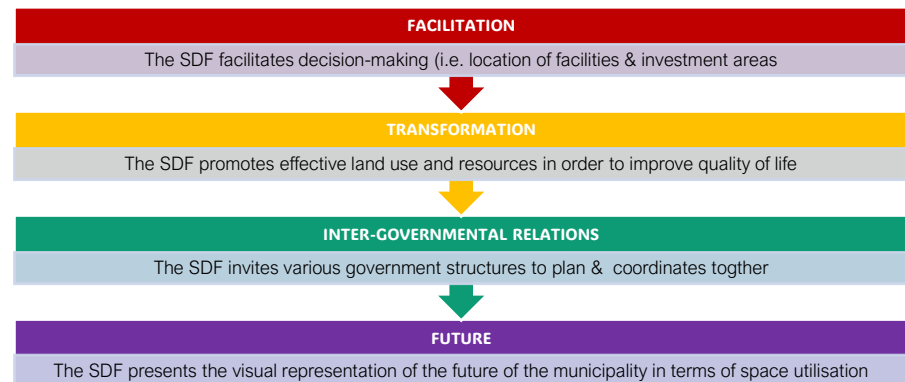 FACILITATION
The SDF facilitates decision-making (i.e. location of facilities & investment areas
TRANSFORMATION
The SDF promotes effective land use and resources in order to improve quality of life
INTER-GOVERNMENTAL RELATIONS
The SDF invites various government structures to plan & coordinates togther
FUTURE
The SDF presents the visual representation of the future of the municipality in terms of space utilisation